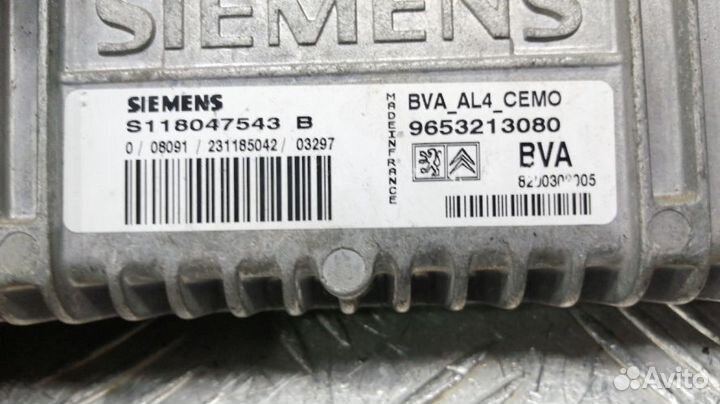 SIEMENS
SIEMENS
S118047543 B
0 / 08091 / 231185042 / 03297
MADE IN FRANCE
BVA_AL4_CEMO
9653213080
BVA
Avito